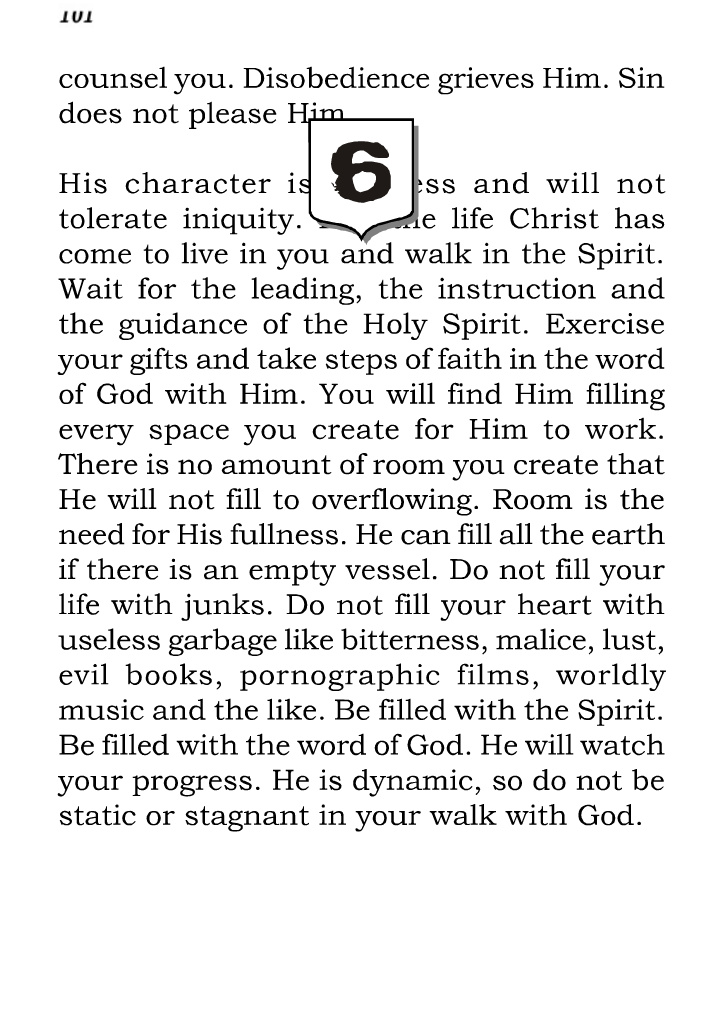 101
counsel you. Disobedience grieves Him. Sin
does not please Him
6
His character is ess and will not
tolerate iniquity. life Christ has
come to live in you and walk in the Spirit.
Wait for the leading, the instruction and
the guidance of the Holy Spirit. Exercise
your gifts and take steps of faith in the word
of God with Him. You will find Him filling
every space you create for Him to work.
There is no amount of room you create that
He will not fill to overflowing. Room is the
need for His fullness. He can fill all the earth
if there is an empty vessel. Do not fill your
life with junks. Do not fill your heart with
useless garbage like bitterness, malice, lust,
evil books, pornographic films, worldly
music and the like. Be filled with the Spirit.
Be filled with the word of God. He will watch
your progress. He is dynamic, so do not be
static or stagnant in your walk with God.